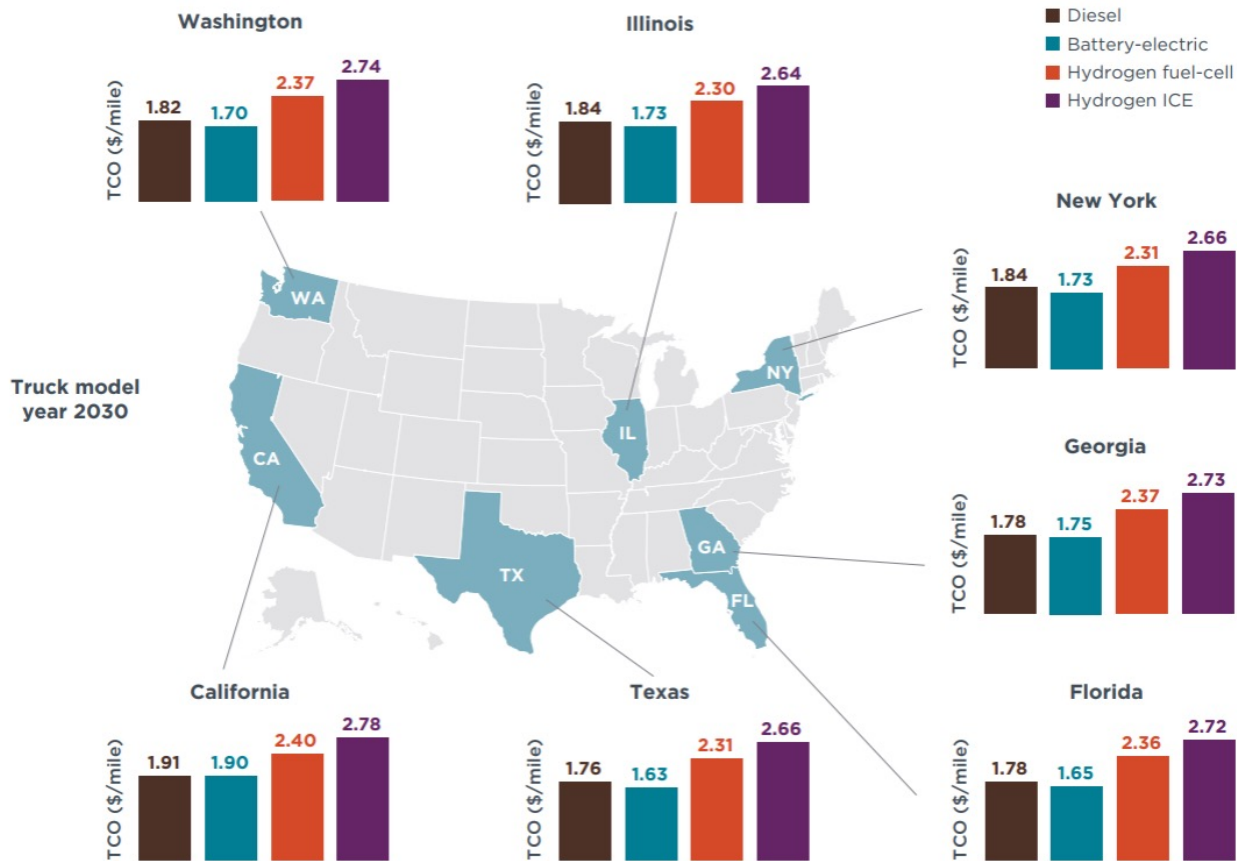 Washington
TCO ($/mile)
1.82
1.70
2.37
2.74
Illinois
TCO ($/mile)
1.84
1.73
2.30
2.64
Diesel
Battery-electric
Hydrogen fuel-cell
Hydrogen ICE
New York
TCO ($/mile)
1.84
1.73
2.31
2.66
Truck model
year 2030
WA
CA
TX
IL
NY
GA
FL
Georgia
TCO ($/mile)
1.78
1.75
2.37
2.73
California
TCO ($/mile)
1.91
1.90
2.40
2.78
Texas
TCO ($/mile)
1.76
1.63
2.31
2.66
Florida
TCO ($/mile)
1.78
1.65
2.36
2.72